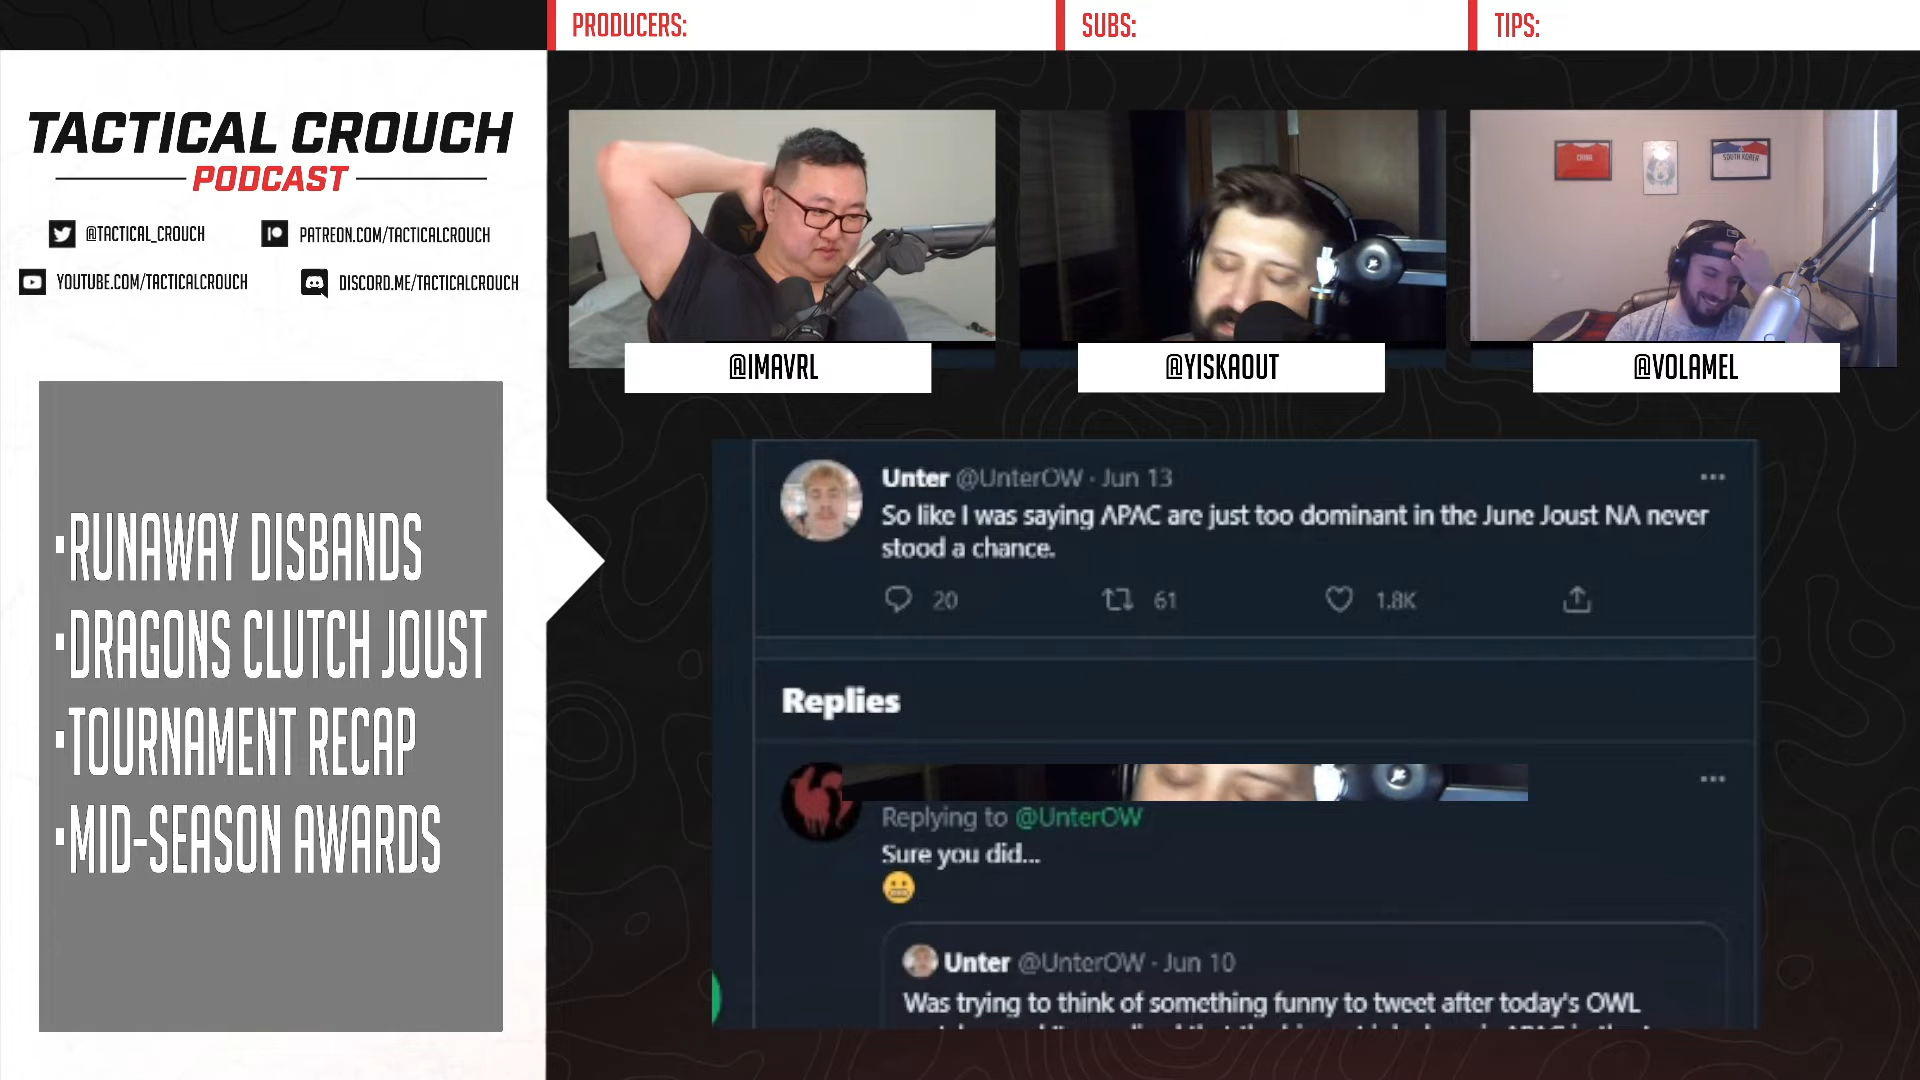 PRODUCERS:
SUBS:
TIPS:
TACTICAL CROUCH
PODCAST
@TACTICAL_CROUCH
PATREON.COM/TACTICALCROUCH
YOUTUBE.COM/TACTICALCROUCH
DISCORD.ME/TACTICALCROUCH
CHINA
SOUTH KOREA
@IMAVRL
@YISKAOUT
@VOLAMEL
·RUNAWAY DISBANDS
·DRAGONS CLUTCH JOUST
·TOURNAMENT RECAP
·MID-SEASON AWARDS
Unter @UnterOW · Jun 13
So like I was saying APAC are just too dominant in the June Joust NA never
stood a chance.
20
61
1.8K
Replies
Replying to @UnterOW
Sure you did...
Unter @UnterOW · Jun 10
Was trying to think of something funny to tweet after today's OWL